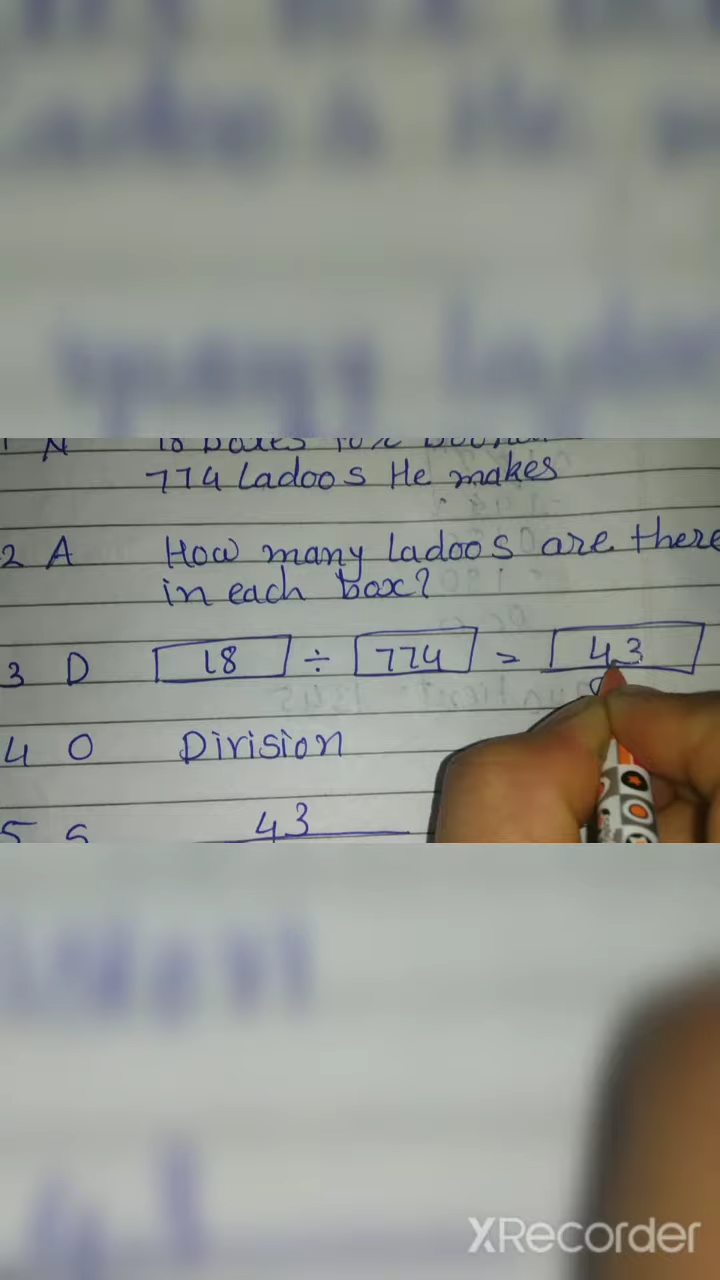 774 Ladoos He makes
2 A How many ladoos are there
in each box?
3 D 18 ÷ 774 = 43
4 O Division
5 S 43
XRecorder